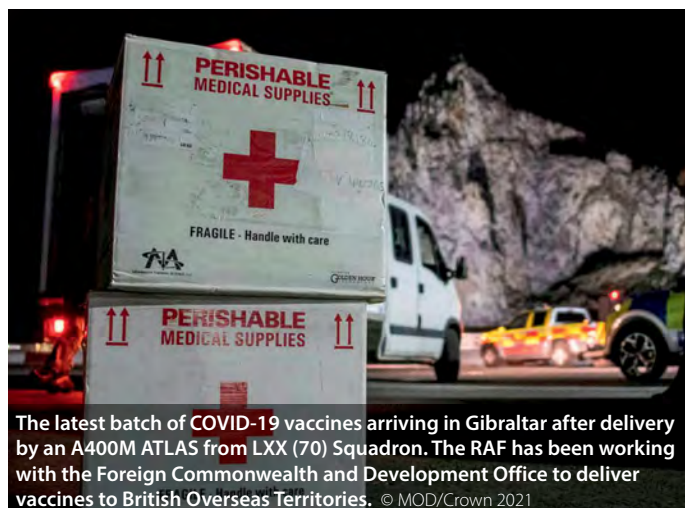 PERISHABLE
MEDICAL SUPPLIES
FRAGILE - Handle with care
GOLDEN HOUR
PERISHABLE
MEDICAL SUPPLIES
The latest batch of COVID-19 vaccines arriving in Gibraltar after delivery
by an A400M ATLAS from LXX (70) Squadron. The RAF has been working
with the Foreign Commonwealth and Development Office to deliver
vaccines to British Overseas Territories. © MOD/Crown 2021